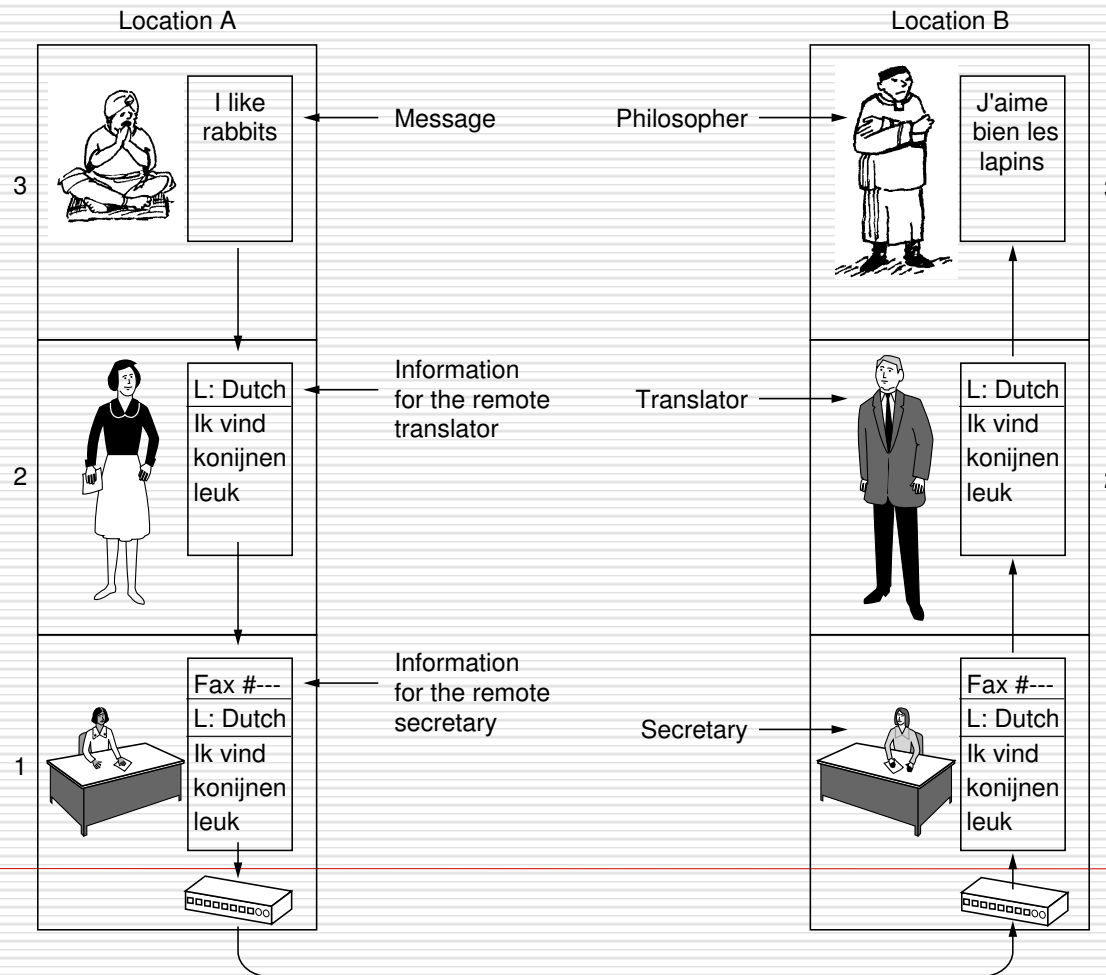 Location A
Location B
I like
rabbits
Message
Philosopher
J'aime
bien les
lapins
3
L: Dutch
Ik vind
konijnen
leuk
Information
for the remote
translator
Translator
L: Dutch
Ik vind
konijnen
leuk
2
Fax #---
L: Dutch
Ik vind
konijnen
leuk
Information
for the remote
secretary
Secretary
Fax #---
L: Dutch
Ik vind
konijnen
leuk
1